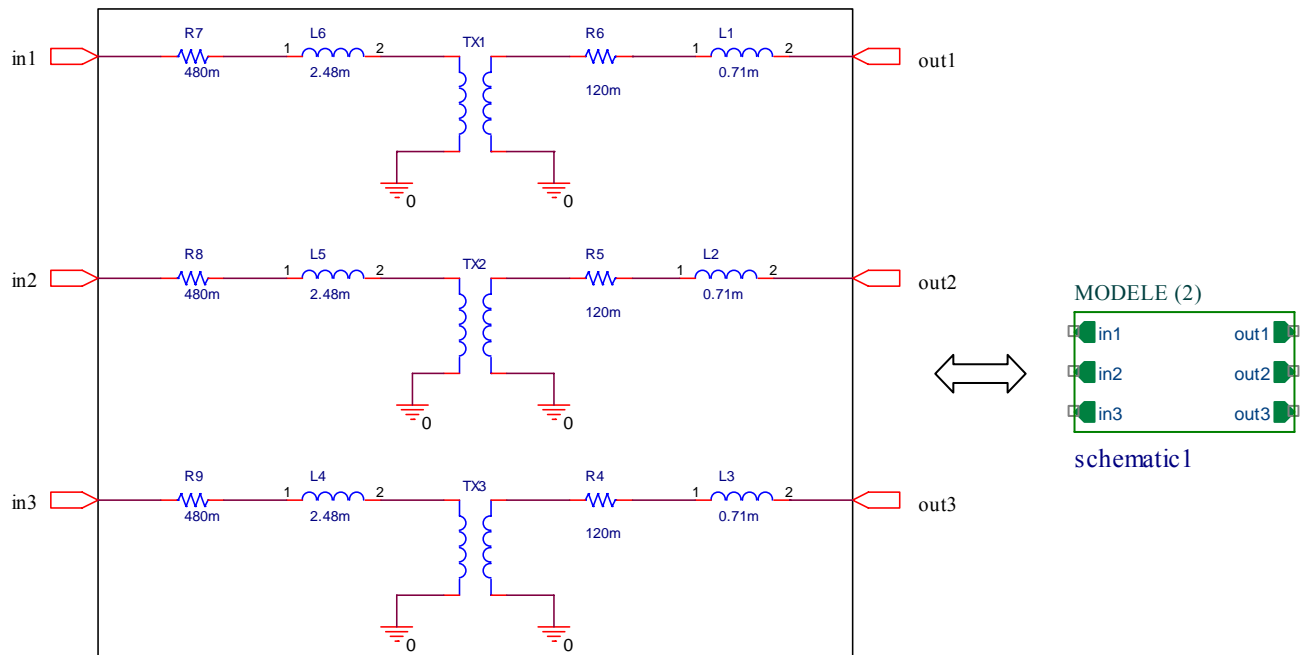 R7 L6 TX1 R6 L1
in1 1 2 1 2 out1
480m 2.48m 120m 0.71m
0 0
R8 L5 TX2 R5 L2
in2 1 2 1 2 out2
480m 2.48m 120m 0.71m
0 0
MODELE (2)
in1 out1
in2 out2
in3 out3
schematic1
R9 L4 TX3 R4 L3
in3 1 2 1 2 out3
480m 2.48m 120m 0.71m
0 0